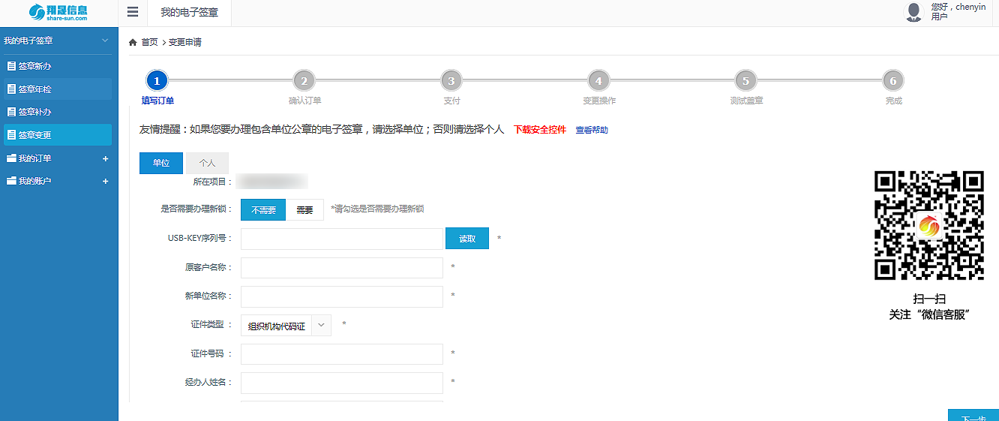 翔晟信息
share-sun.com
我的电子签章
您好，chenyin
用户
我的电子签章
签章新办
签章年检
签章补办
签章变更
我的订单 +
我的账户 +
首页 > 变更申请
1 2 3 4 5 6
填写订单 确认订单 支付 变更操作 测试盖章 完成
友情提醒：如果您要办理包含单位公章的电子签章，请选择单位；否则请选择个人 下载安全控件 查看帮助
单位 个人
所在项目：
是否需要办理新锁： 不需要 需要 *请勾选是否需要办理新锁
USB-KEY序列号： 读取 *
原客户名称： *
新单位名称： *
证件类型 ： 组织机构代码证 *
证件号码 ： *
经办人姓名： *
扫一扫
关注“微信客服”
下一步